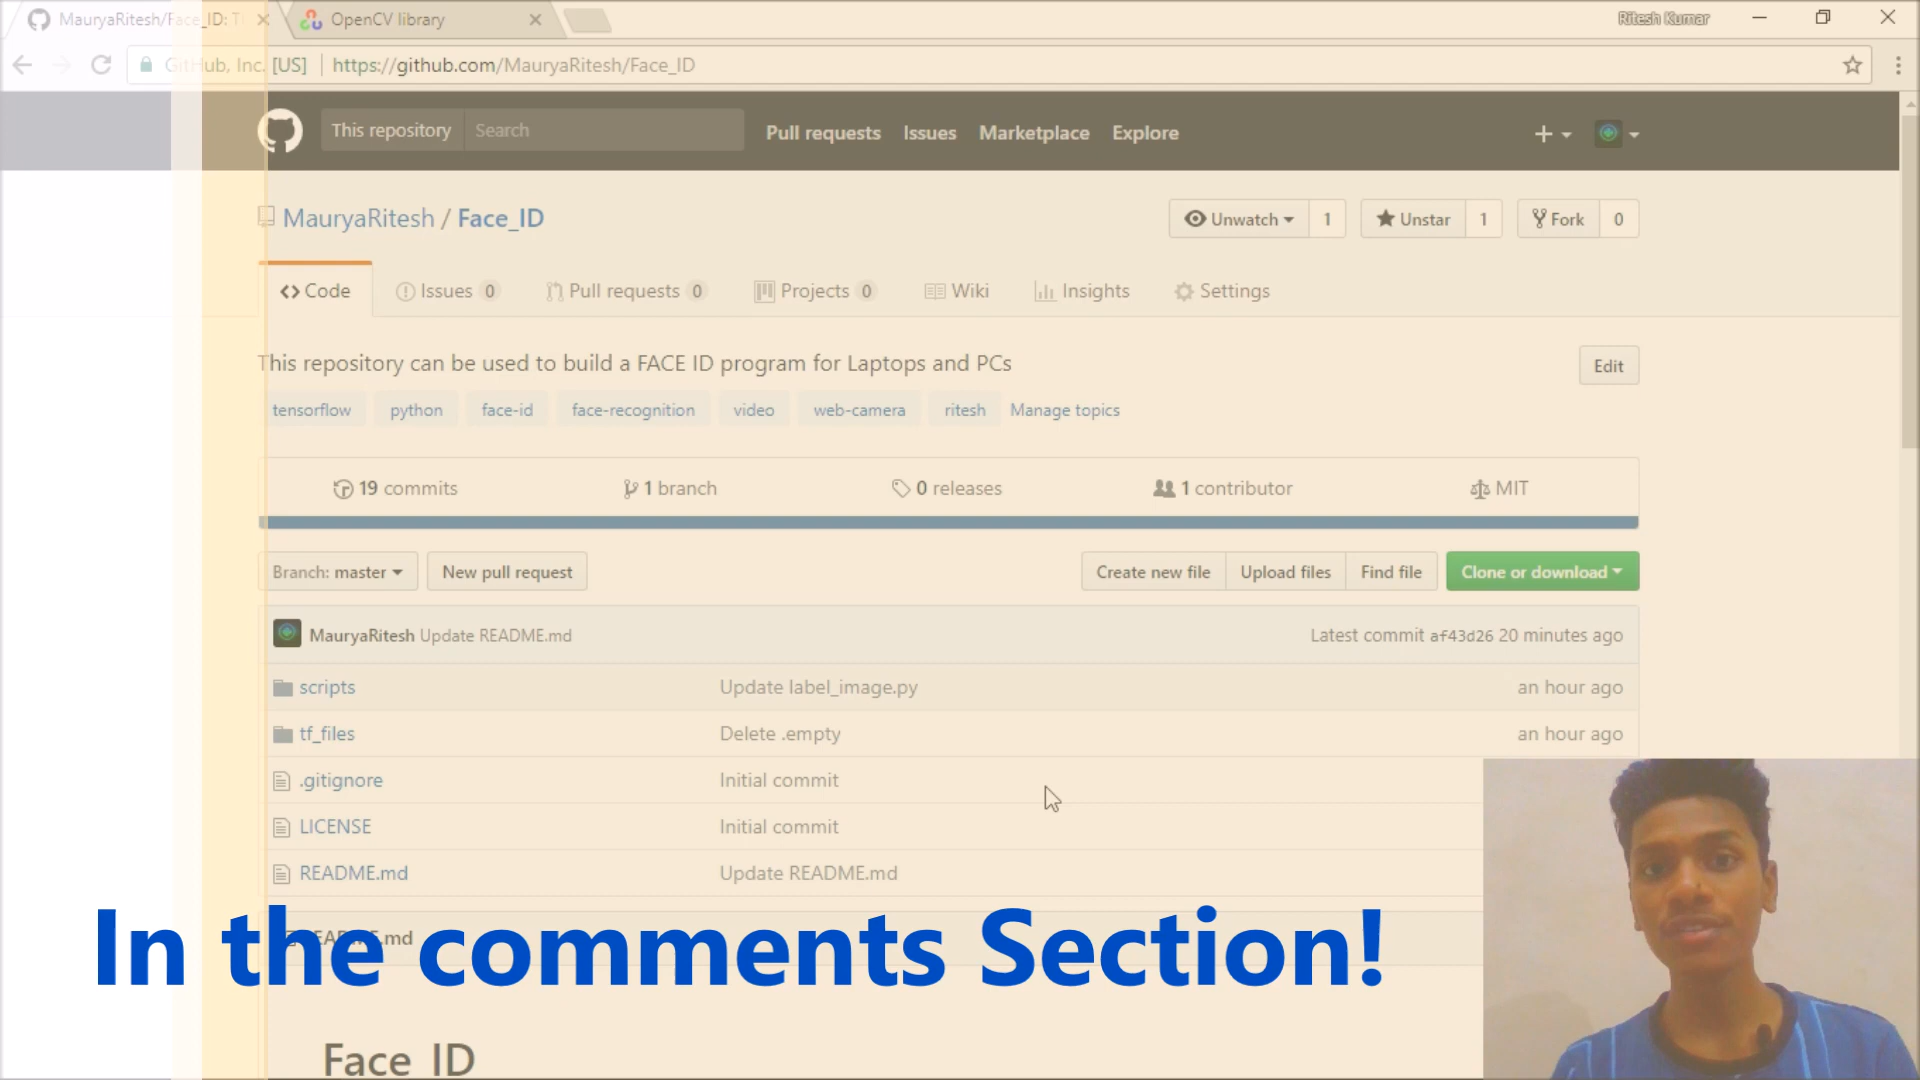 MauryaRitesh/Face_ID: T
OpenCV library
Ritesh Kumar
GitHub, Inc. [US] https://github.com/MauryaRitesh/Face_ID
This repository Search Pull requests Issues Marketplace Explore
MauryaRitesh / Face_ID
Unwatch 1 Unstar 1 Fork 0
Code Issues 0 Pull requests 0 Projects 0 Wiki Insights Settings
This repository can be used to build a FACE ID program for Laptops and PCs
Edit
tensorflow python face-id face-recognition video web-camera ritesh Manage topics
19 commits 1 branch 0 releases 1 contributor MIT
Branch: master New pull request Create new file Upload files Find file Clone or download
MauryaRitesh Update README.md Latest commit af43d26 20 minutes ago
scripts Update label_image.py an hour ago
tf_files Delete .empty an hour ago
.gitignore Initial commit
LICENSE Initial commit
README.md Update README.md
README.md
In the comments Section!
Face_ID